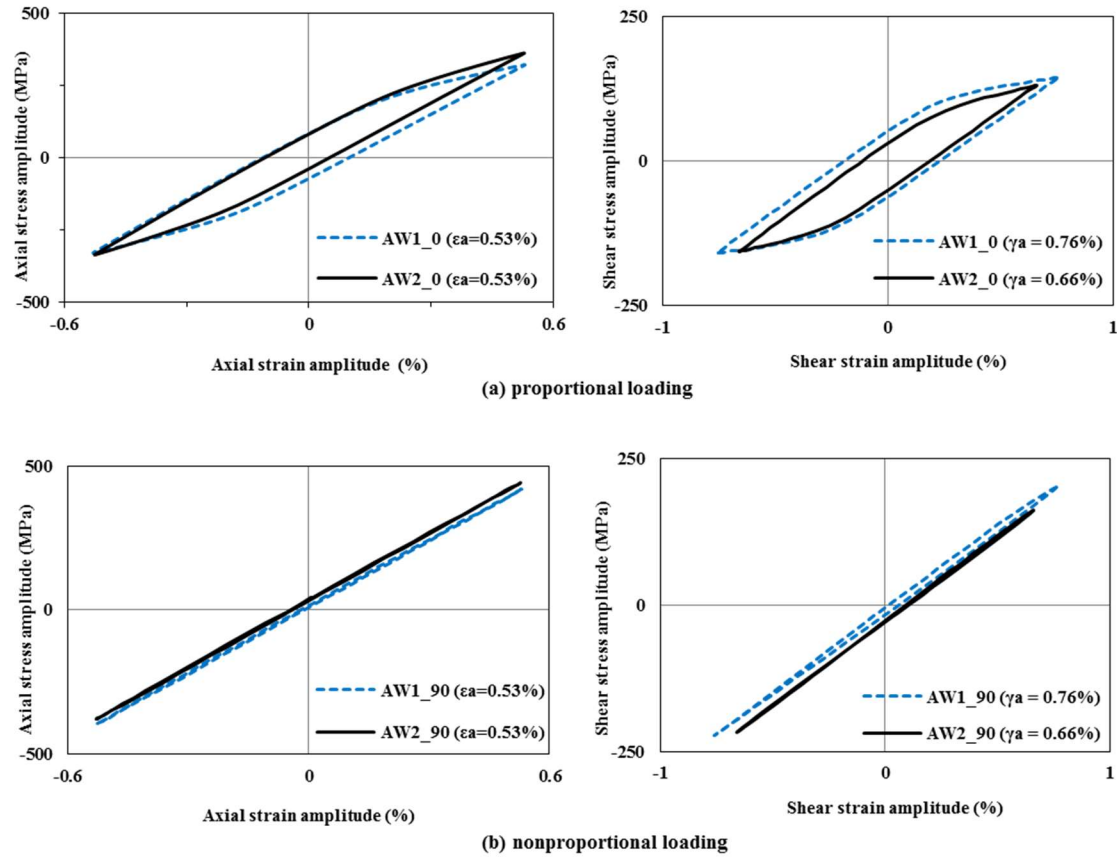 500
0
-500
-0.6
0
0.6
Axial stress amplitude (MPa)
Axial strain amplitude (%)
AW1_0 (εa=0.53%)
AW2_0 (εa=0.53%)
250
0
-250
-1
0
1
Shear stress amplitude (MPa)
Shear strain amplitude (%)
AW1_0 (γa = 0.76%)
AW2_0 (γa = 0.66%)
(a) proportional loading
500
0
-500
-0.6
0
0.6
Axial stress amplitude (MPa)
Axial strain amplitude (%)
AW1_90 (εa=0.53%)
AW2_90 (εa=0.53%)
250
0
-250
-1
0
1
Shear stress amplitude (MPa)
Shear strain amplitude (%)
AW1_90 (γa = 0.76%)
AW2_90 (γa = 0.66%)
(b) nonproportional loading